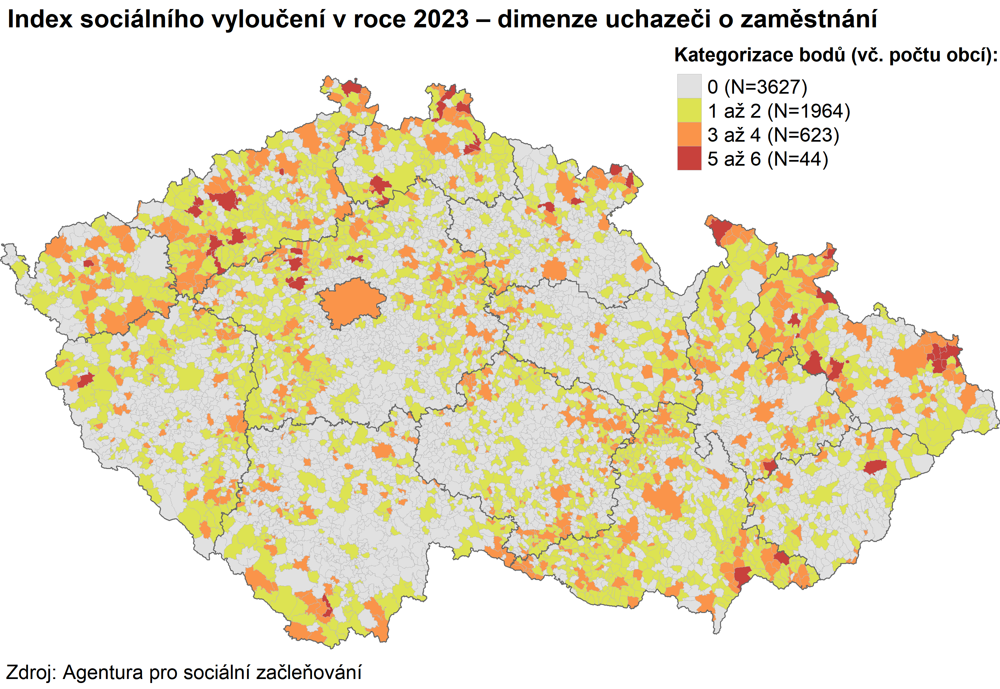 Index sociálního vyloučení v roce 2023 – dimenze uchazeči o zaměstnání
Kategorizace bodů (vč. počtu obcí):
0 (N=3627)
1 až 2 (N=1964)
3 až 4 (N=623)
5 až 6 (N=44)
Zdroj: Agentura pro sociální začleňování